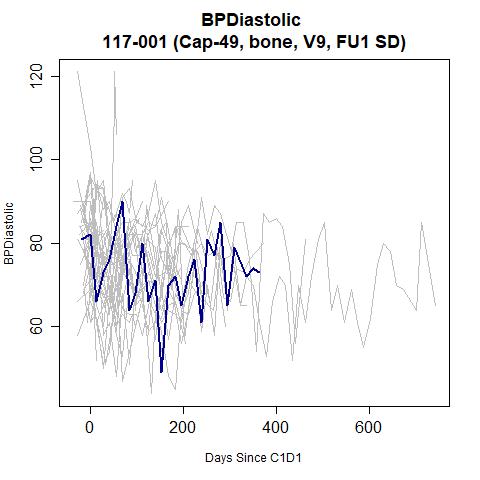 BPDiastolic
117-001 (Cap-49, bone, V9, FU1 SD)
BPDiastolic
120
100
80
60
0
200
400
600
Days Since C1D1